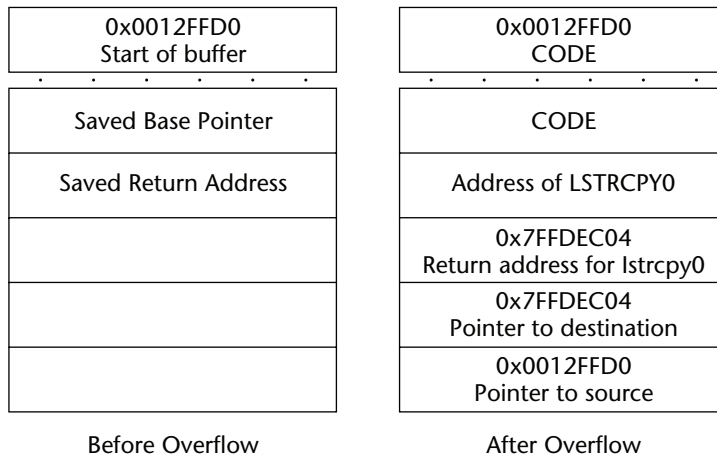 0x0012FFD0
Start of buffer
Saved Base Pointer
Saved Return Address
Before Overflow
0x0012FFD0
CODE
CODE
Address of LSTRCPY0
0x7FFDEC04
Return address for lstrcpy0
0x7FFDEC04
Pointer to destination
0x0012FFD0
Pointer to source
After Overflow